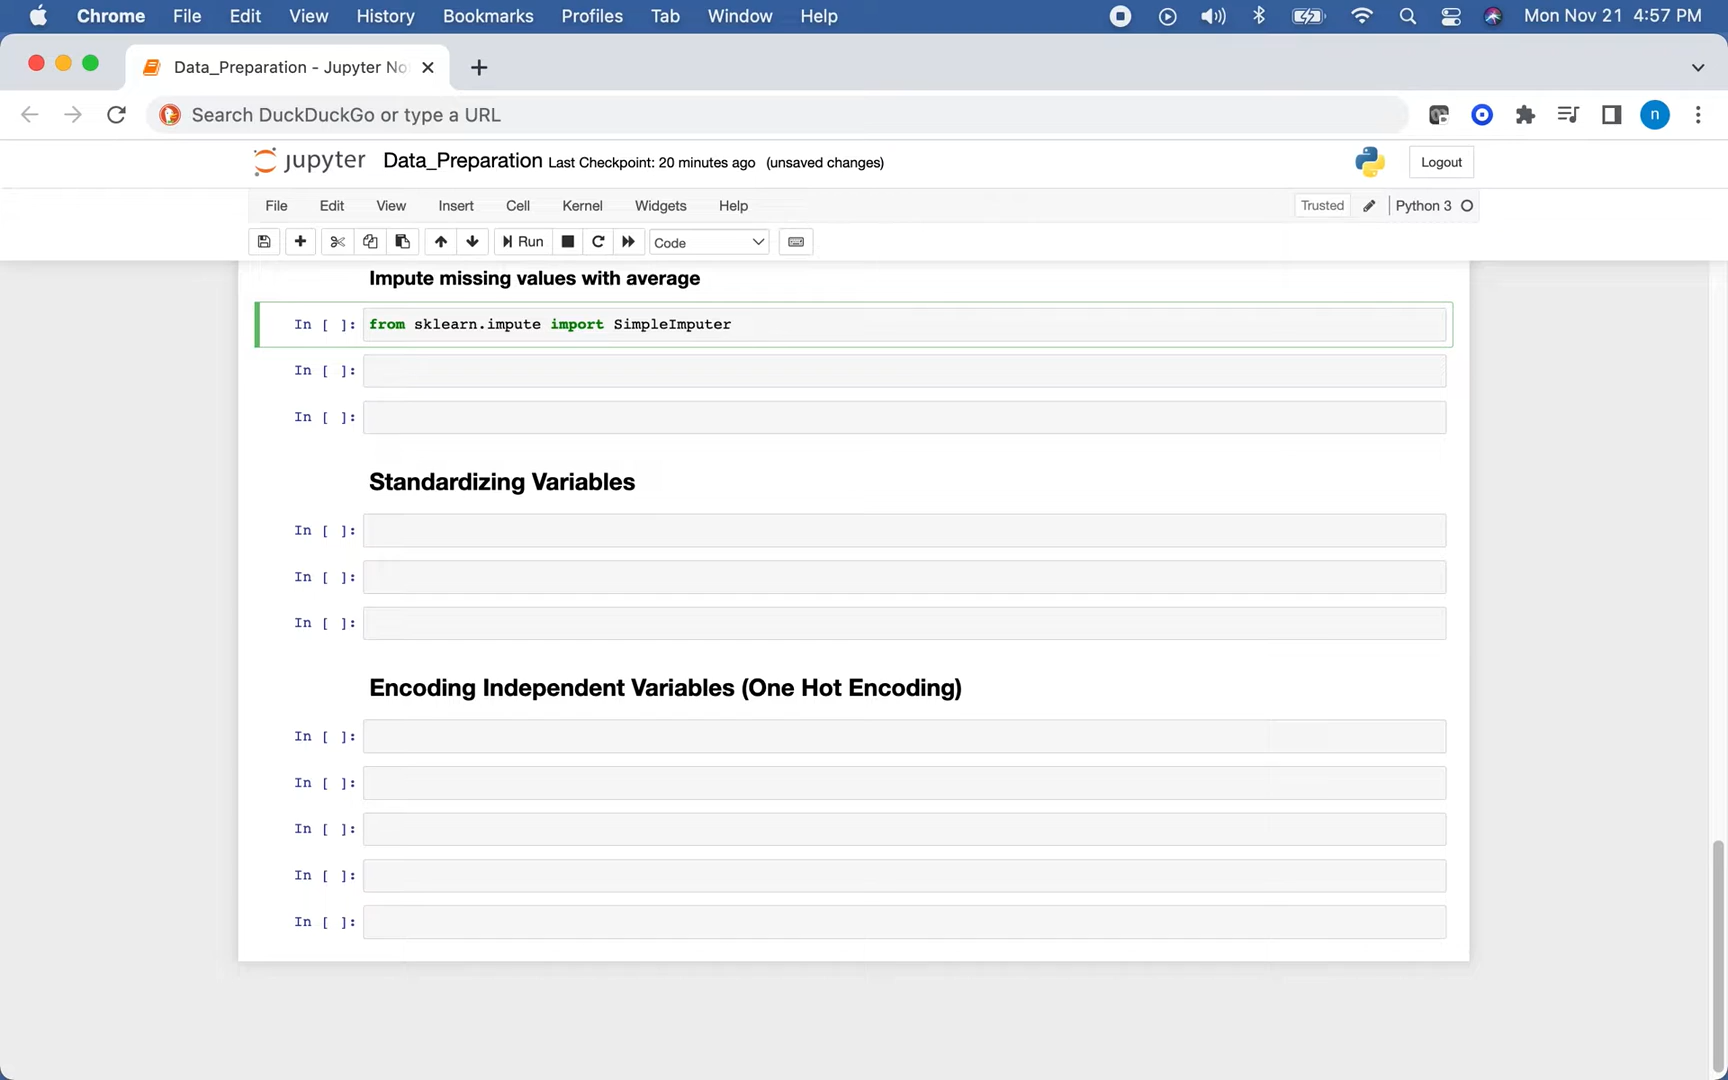 Chrome File Edit View History Bookmarks Profiles Tab Window Help Mon Nov 21 4:57 PM
Data_Preparation - Jupyter No
Search DuckDuckGo or type a URL n
jupyter Data_Preparation Last Checkpoint: 20 minutes ago (unsaved changes) Logout
File Edit View Insert Cell Kernel Widgets Help Trusted Python 3
Run Code
Impute missing values with average
In [ ]: from sklearn.impute import SimpleImputer
In [ ]:
In [ ]:
Standardizing Variables
In [ ]:
In [ ]:
In [ ]:
Encoding Independent Variables (One Hot Encoding)
In [ ]:
In [ ]:
In [ ]:
In [ ]:
In [ ]: